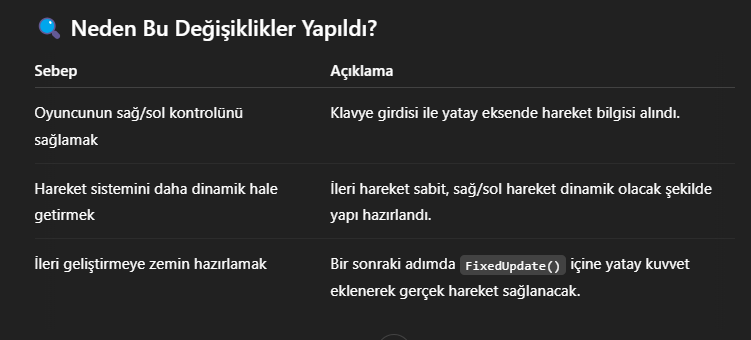 🔍 Neden Bu Değişiklikler Yapıldı?
Sebep Açıklama
Oyuncunun sağ/sol kontrolünü
sağlamak
Klavye girdisi ile yatay eksende hareket bilgisi alındı.
Hareket sistemini daha dinamik hale
getirmek
İleri hareket sabit, sağ/sol hareket dinamik olacak şekilde
yapı hazırlandı.
İleri geliştirmeye zemin hazırlamak
Bir sonraki adımda FixedUpdate() içine yatay kuvvet
eklenerek gerçek hareket sağlanacak.